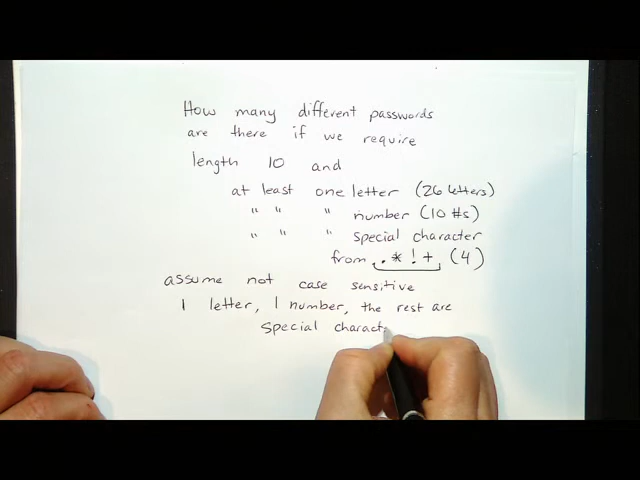 How many different passwords
are there if we require
length 10 and
at least one letter (26 letters)
" " " number (10 #s)
" " " special character
from . * ! + (4)
assume not case sensitive
1 letter, 1 number, the rest are
special charact